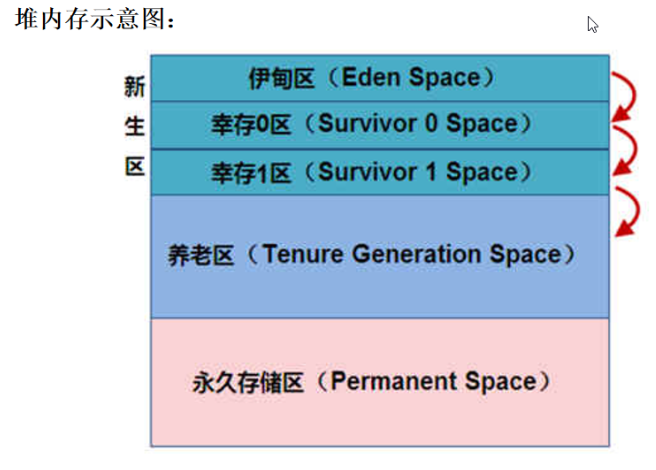 堆内存示意图：
新生区
伊甸区（Eden Space）
幸存0区（Survivor 0 Space）
幸存1区（Survivor 1 Space）
养老区（Tenure Generation Space）
永久存储区（Permanent Space）